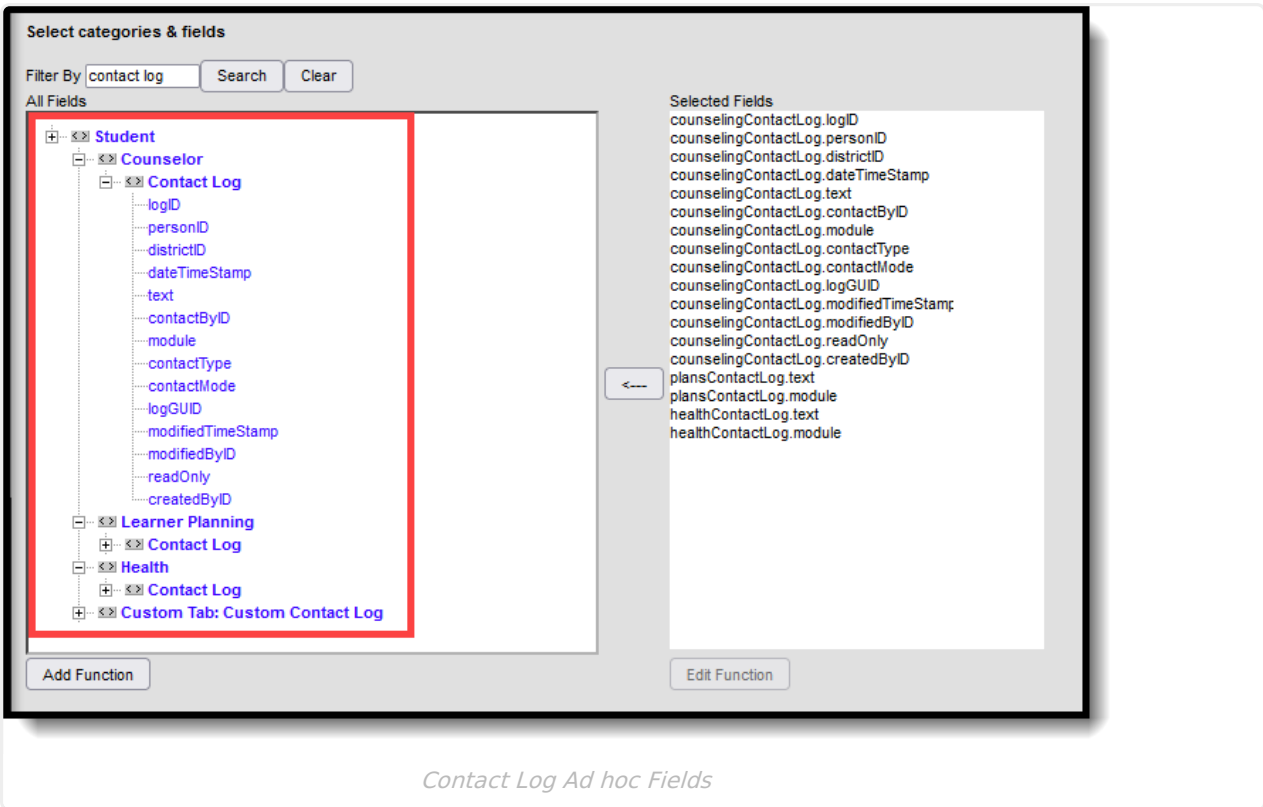 Select categories & fields
Filter By contact log Search Clear
All Fields
Student
Counselor
Contact Log
logID
personID
districtID
dateTimeStamp
text
contactByID
module
contactType
contactMode
logGUID
modifiedTimeStamp
modifiedByID
readOnly
createdByID
Learner Planning
Contact Log
Health
Contact Log
Custom Tab: Custom Contact Log
Add Function
<---
Selected Fields
counselingContactLog.logID
counselingContactLog.personID
counselingContactLog.districtID
counselingContactLog.dateTimeStamp
counselingContactLog.text
counselingContactLog.contactByID
counselingContactLog.module
counselingContactLog.contactType
counselingContactLog.contactMode
counselingContactLog.logGUID
counselingContactLog.modifiedTimeStamp
counselingContactLog.modifiedByID
counselingContactLog.readOnly
counselingContactLog.createdByID
plansContactLog.text
plansContactLog.module
healthContactLog.text
healthContactLog.module
Edit Function
Contact Log Ad hoc Fields